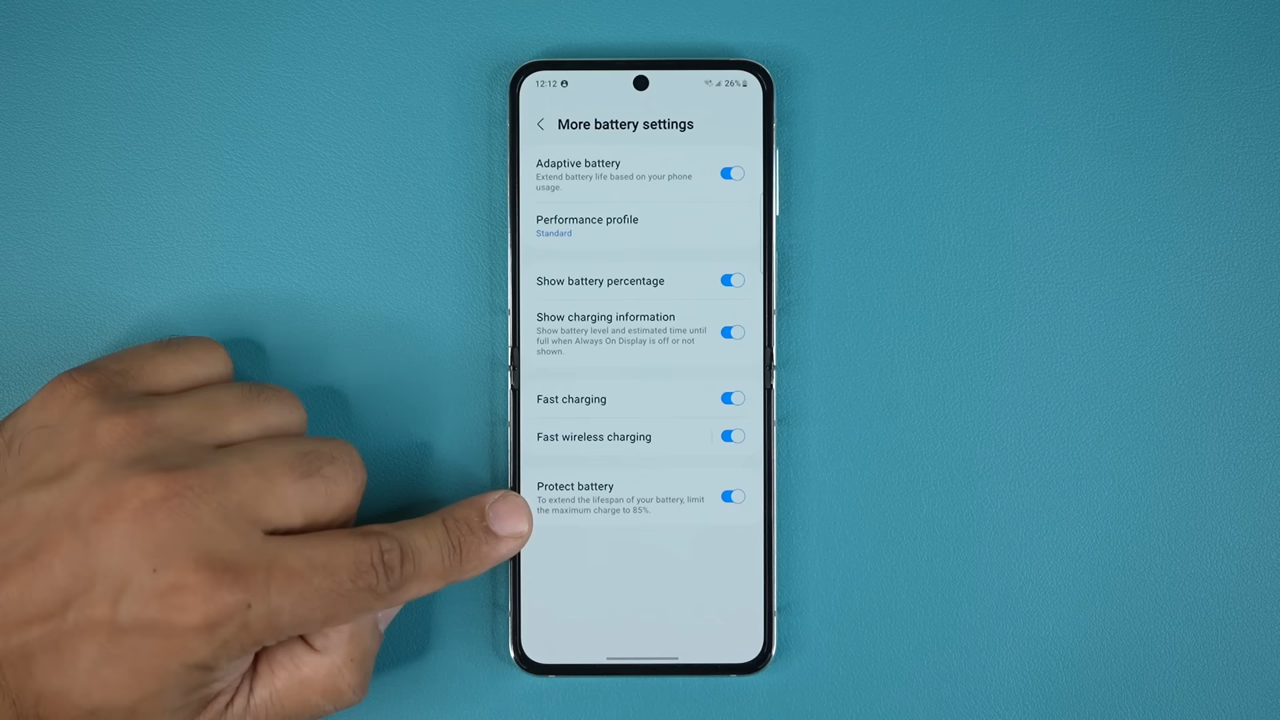 12:12 26%
More battery settings
Adaptive battery
Extend battery life based on your phone
usage.
Performance profile
Standard
Show battery percentage
Show charging information
Show battery level and estimated time until
full when Always On Display is off or not
shown.
Fast charging
Fast wireless charging
Protect battery
To extend the lifespan of your battery, limit
the maximum charge to 85%.